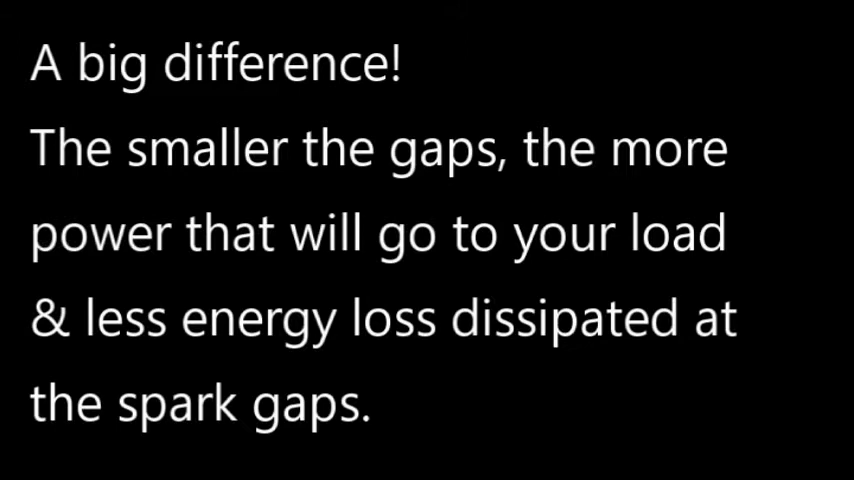 A big difference!
The smaller the gaps, the more
power that will go to your load
& less energy loss dissipated at
the spark gaps.